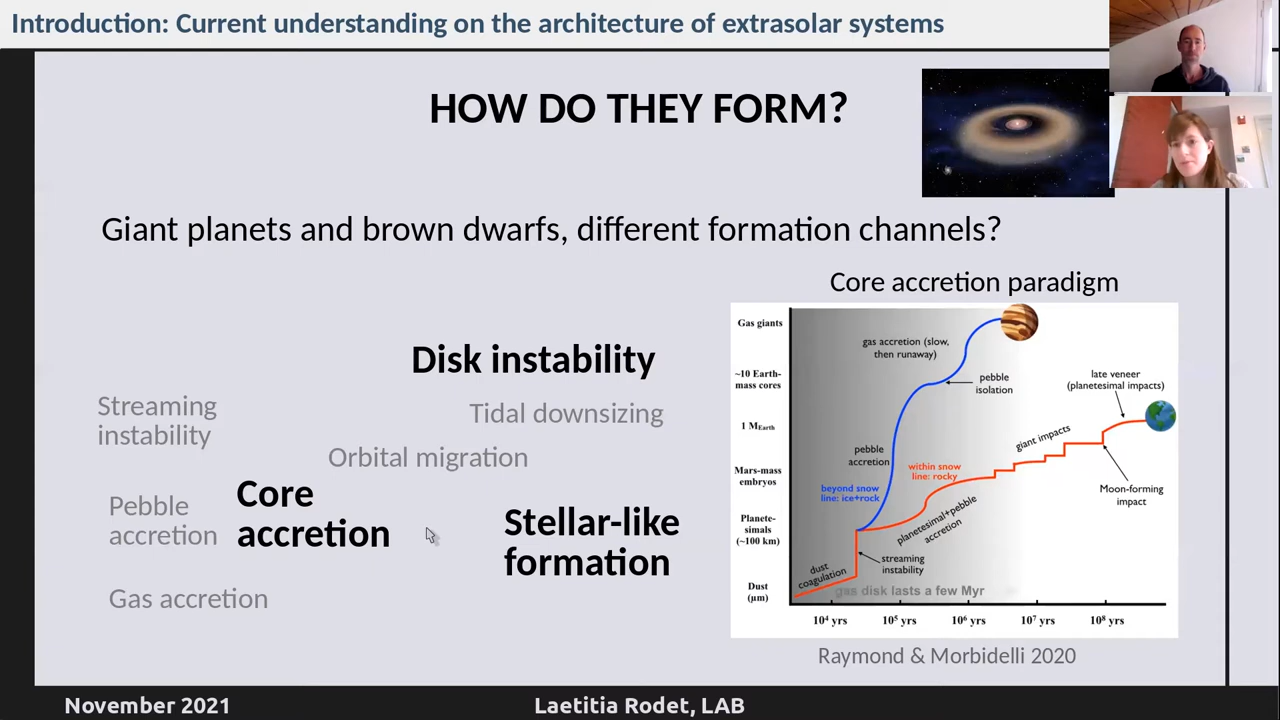 Introduction: Current understanding on the architecture of extrasolar systems
HOW DO THEY FORM?
Giant planets and brown dwarfs, different formation channels?
Disk instability
Streaming
instability
Tidal downsizing
Orbital migration
Pebble
accretion
Core
accretion
Stellar-like
formation
Gas accretion
Core accretion paradigm
Gas giants
~10 Earth-
mass cores
1 MEarth
Mars-mass
embryos
Planete-
simals
(~100 km)
Dust
(μm)
gas accretion (slow,
then runaway)
pebble
isolation
late veneer
(planetesimal impacts)
pebble
accretion
giant impacts
within snow
line: rocky
beyond snow
line: ice+rock
Moon-forming
impact
planetesimal+pebble
accretion
streaming
instability
dust
coagulation
gas disk lasts a few Myr
10⁴ yrs
10⁵ yrs
10⁶ yrs
10⁷ yrs
10⁸ yrs
Raymond & Morbidelli 2020
November 2021
Laetitia Rodet, LAB